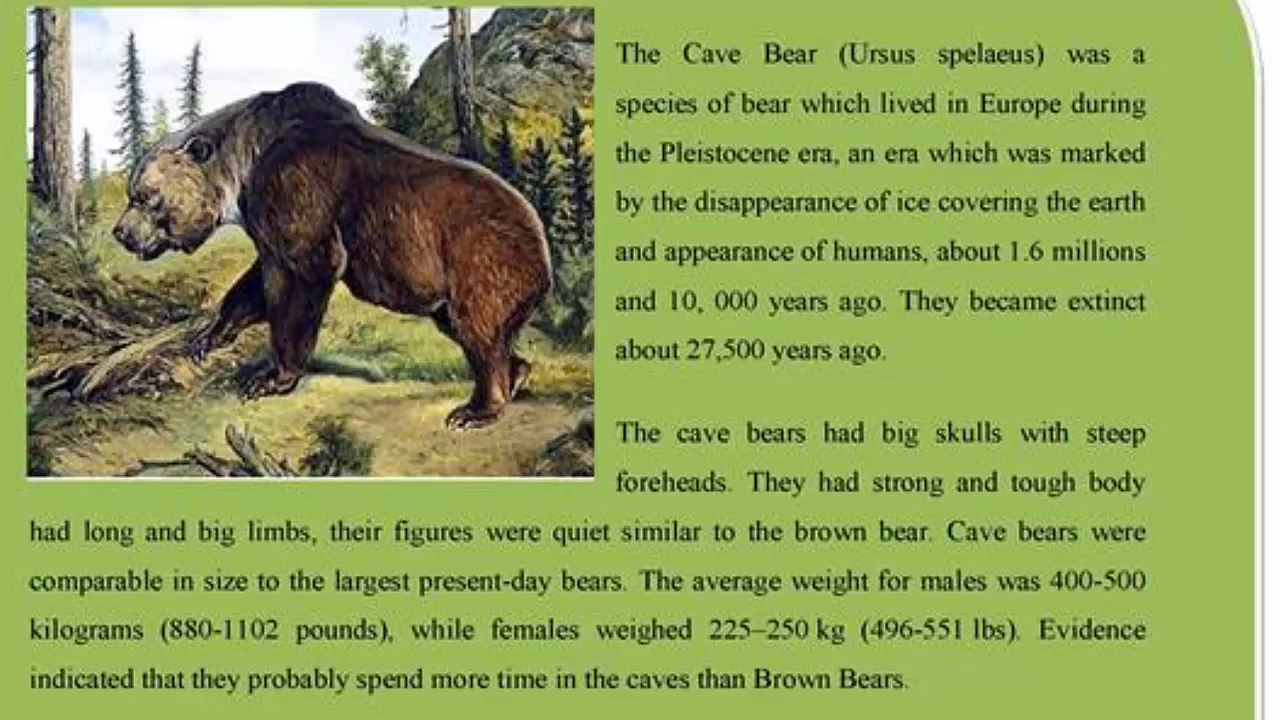 The Cave Bear (Ursus spelaeus) was a
species of bear which lived in Europe during
the Pleistocene era, an era which was marked
by the disappearance of ice covering the earth
and appearance of humans, about 1.6 millions
and 10, 000 years ago. They became extinct
about 27,500 years ago.
The cave bears had big skulls with steep
foreheads. They had strong and tough body
had long and big limbs, their figures were quiet similar to the brown bear. Cave bears were
comparable in size to the largest present-day bears. The average weight for males was 400-500
kilograms (880-1102 pounds), while females weighed 225–250 kg (496-551 lbs). Evidence
indicated that they probably spend more time in the caves than Brown Bears.